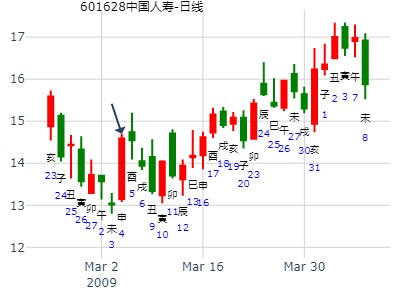 601628中国人寿-日线
17
16
15
14
13
12
亥
23
子
24
丑
25
寅
26
卯
27
午
2
未
3
申
4
酉
5
戌
6
丑
9
寅
10
卯
11
辰
12
巳
13
申
16
酉
17
戌
18
亥
19
子
20
卯
23
辰
24
巳
25
午
26
未
27
戌
30
亥
31
子
1
丑
2
寅
3
午
7
未
8
Mar 2
2009
Mar 16
Mar 30